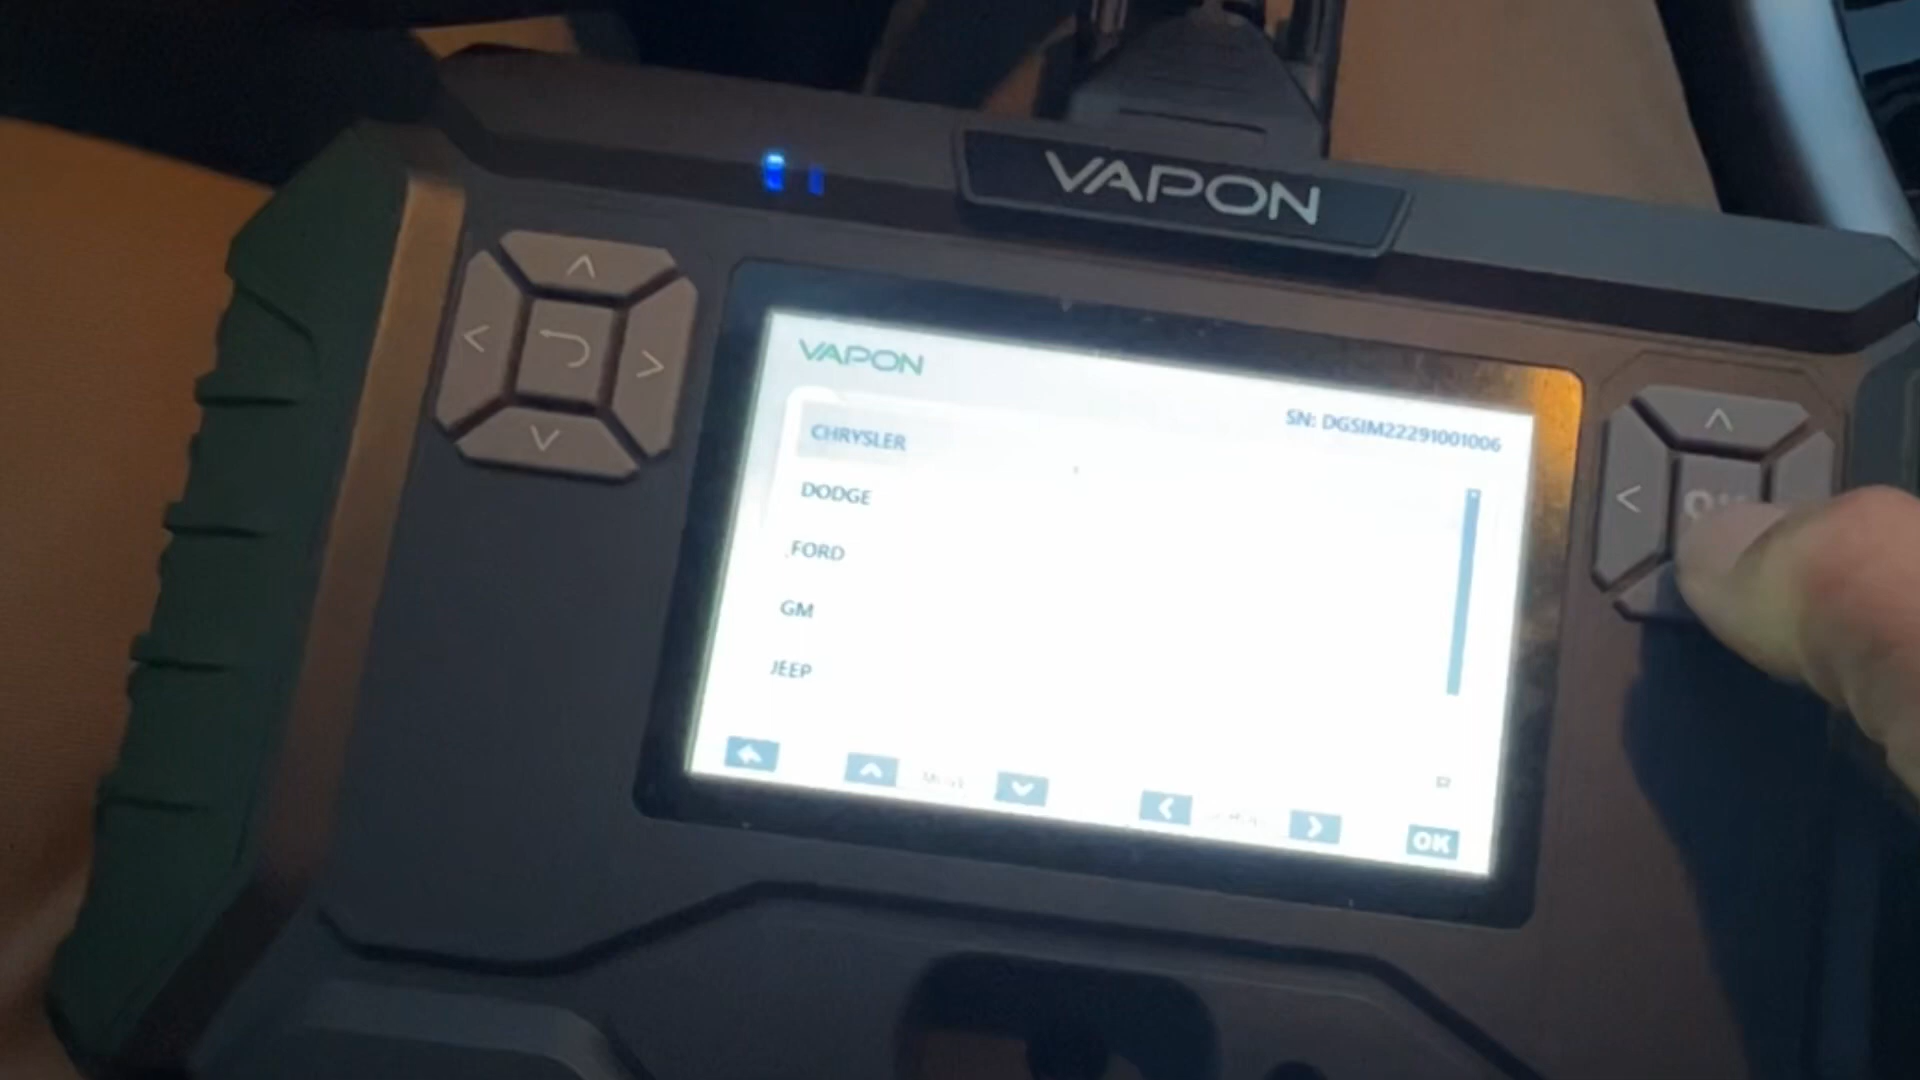 VAPON
VAPON
SN: DGSIM22291001006
CHRYSLER
DODGE
FORD
GM
JEEP
OK